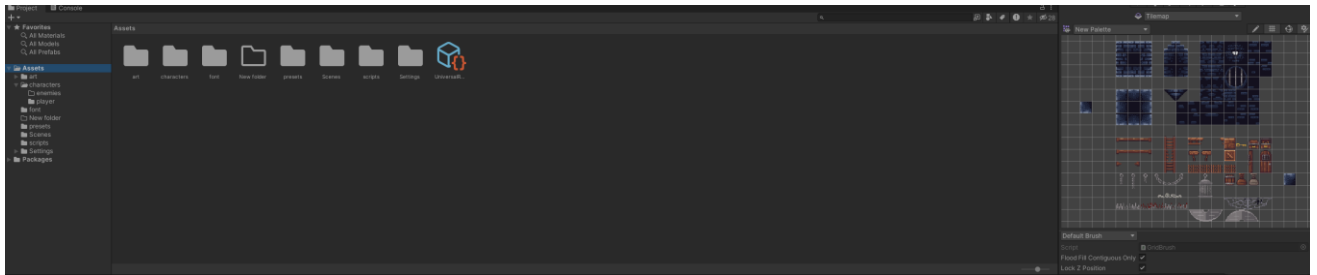 Project Console
Favorites
All Materials
All Models
All Prefabs
Assets
art
characters
enemies
player
font
New folder
presets
Scenes
scripts
Settings
Packages
Assets
art characters font New folder presets Scenes scripts Settings UniversalR...
29
Tilemap
New Palette
Default Brush
Script GridBrush
Flood Fill Contiguous Only
Lock Z Position